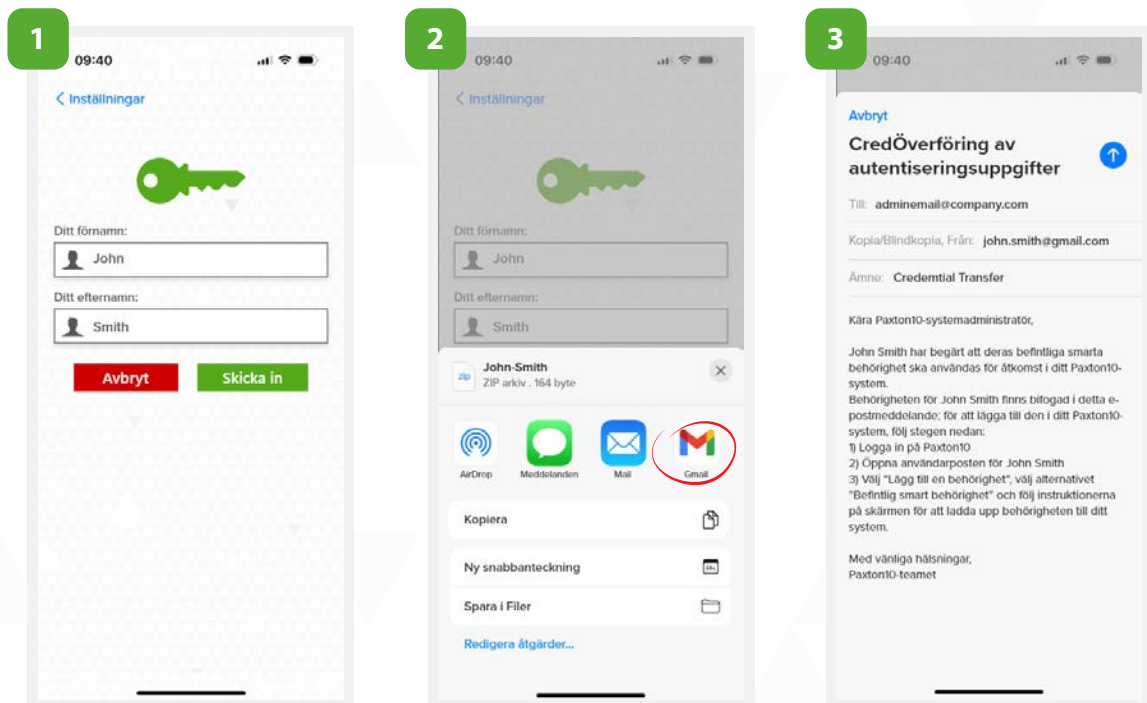 1
09:40
Inställningar
Ditt förnamn:
John
Ditt efternamn:
Smith
Avbryt
Skicka in
2
09:40
Inställningar
Ditt förnamn:
John
Ditt efternamn:
Smith
zip
John-Smith
ZIP arkiv . 164 byte
AirDrop
Meddelanden
Mail
Gmail
Kopiera
Ny snabbanteckning
Spara i Filer
Redigera åtgärder...
3
09:40
Avbryt
CredÖverföring av
autentiseringsuppgifter
Till: adminemail@company.com
Kopia/Blindkopia, Från: john.smith@gmail.com
Ämne: Credemtial Transfer
Kära Paxton10-systemadministratör,
John Smith har begärt att deras befintliga smarta
behörighet ska användas för åtkomst i ditt Paxton10-
system.
Behörigheten för John Smith finns bifogad i detta e-
postmeddelande; för att lägga till den i ditt Paxton10-
system, följ stegen nedan:
1) Logga in på Paxton10
2) Öppna användarposten för John Smith
3) Välj "Lägg till en behörighet", välj alternativet
"Befintlig smart behörighet" och följ instruktionerna
på skärmen för att ladda upp behörigheten till ditt
system.
Med vänliga hälsningar,
Paxton10-teamet